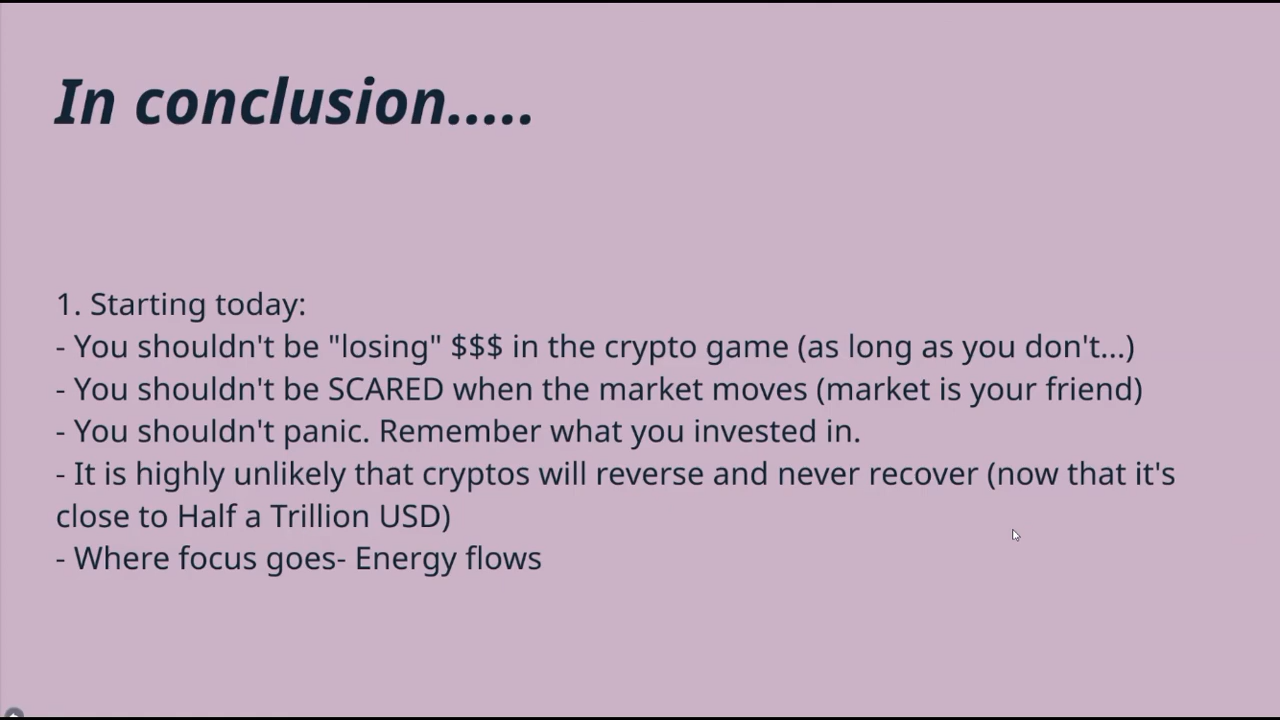 In conclusion.....
1. Starting today:
- You shouldn't be "losing" $$$ in the crypto game (as long as you don't...)
- You shouldn't be SCARED when the market moves (market is your friend)
- You shouldn't panic. Remember what you invested in.
- It is highly unlikely that cryptos will reverse and never recover (now that it's
close to Half a Trillion USD)
- Where focus goes- Energy flows